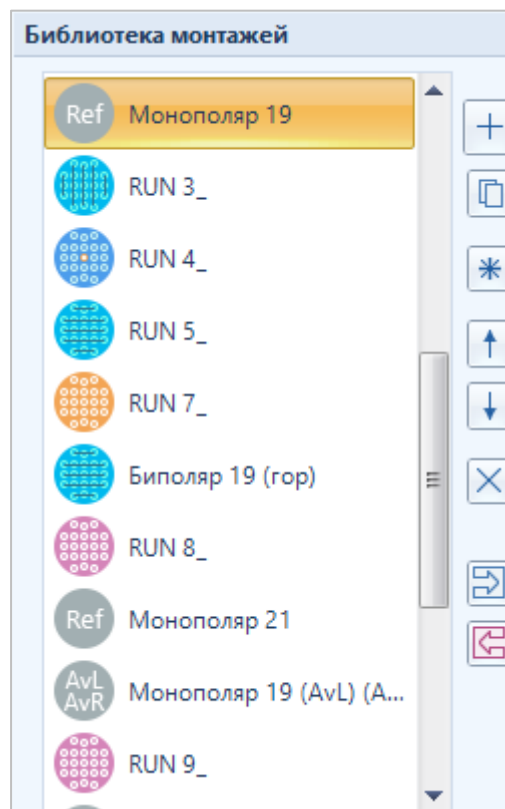 Библиотека монтажей
Ref Монополяр 19
RUN 3_
RUN 4_
RUN 5_
RUN 7_
Биполяр 19 (гор)
RUN 8_
Ref Монополяр 21
AvL
AvR
Монополяр 19 (AvL) (A...
RUN 9_